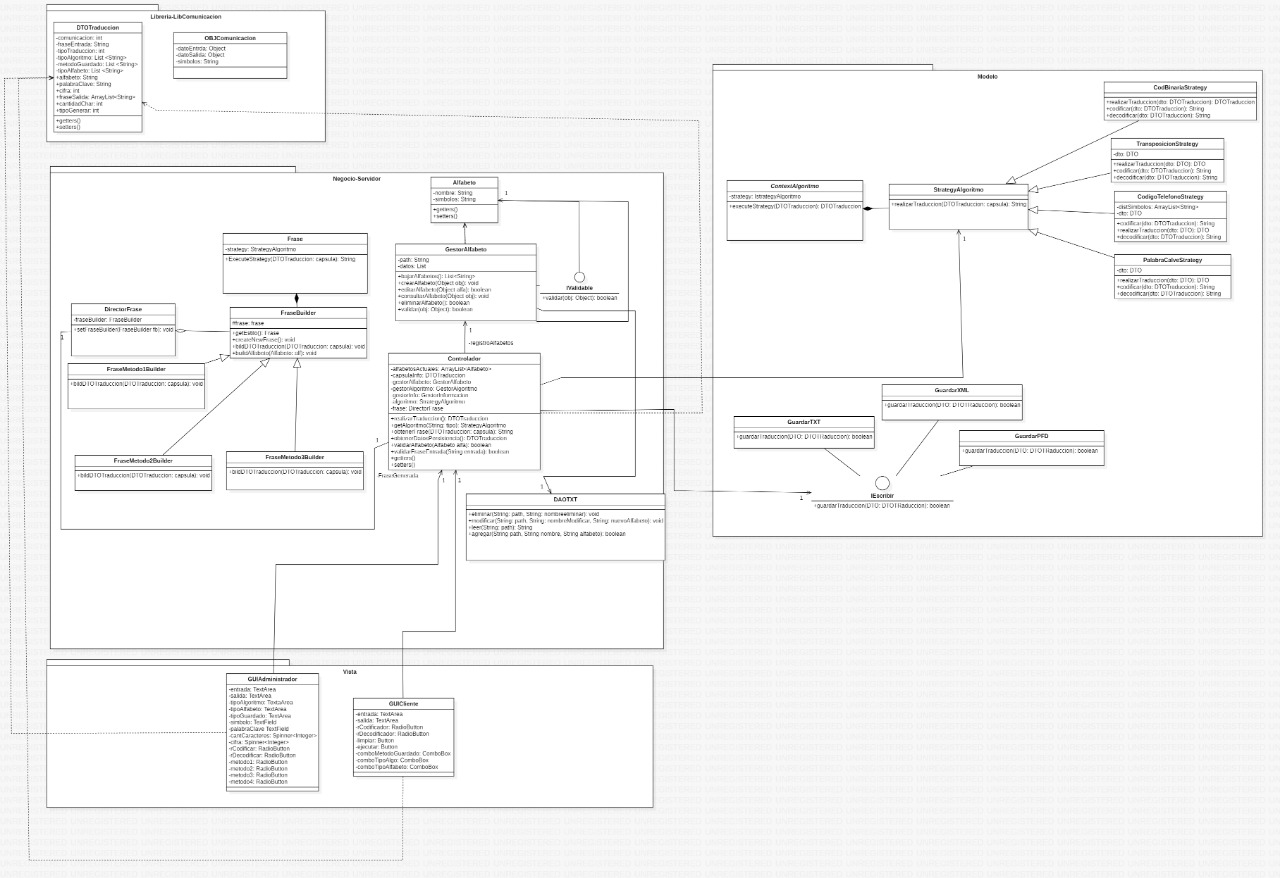 Libreria-LibComunicacion
DTOTraduccion
-comunicacion: int
-fraseEntrada: String
-tipoTraduccion: int
-tipoAlgoritmo: List <String>
-metodoGuardado: List <String>
-tipoAlfabeto: List <String>
+alfabeto: String
+palabraClave: String
+cifra: int
+fraseSalida: ArrayList<String>
+cantidadChar: int
+tipoGenerar: int
+getters()
+setters()
OBJComunicacion
-datoEntrda: Object
-datoSalida: Object
-simbolos: String
Modelo
CodBinariaStrategy
+realizarTraduccion(dto: DTOTraduccion): DTOTraduccion
+codificar(dto: DTOTraduccion): String
+decodificar(dto: DTOTraduccion): String
TransposicionStrategy
-dto: DTO
+realizarTraduccion(dto: DTO): DTO
+codificar(dto: DTOTraduccion): String
+decodificar(dto: DTOTraduccion): String
ContextAlgoritmo
-strategy: IstrategyAlgoritmo
+executeStrategy(DTOTraduccion): DTOTraduccion
StrategyAlgoritmo
+realizarTraduccion(DTOTraduccion: capsula): String
CodigoTelefonoStrategy
-distSimbolos: ArrayList<String>
-dto: DTO
+codificar(dto: DTOTraduccion): String
+realizarTraduccion(dto: DTO): DTO
+decodificar(dto: DTOTraduccion): String
PalabraCalveStrategy
-dto: DTO
+realizarTraduccion(dto: DTO): DTO
+codificar(dto: DTOTraduccion): String
+decodificar(dto: DTOTraduccion): String
1
GuardarXML
+guardarTraduccion(DTO: DTOTRaduccion): boolean
GuardarTXT
+guardarTraduccion(DTO: DTOTRaduccion): boolean
GuardarPFD
+guardarTraduccion(DTO: DTOTRaduccion): boolean
IEscribir
+guardarTraduccion(DTO: DTOTRaduccion): boolean
1
Negocio-Servidor
Alfabeto
-nombre: String
-simbolos: String
+getters()
+setters()
1
Frase
-strategy: StrategyAlgoritmo
+ExecuteStrategy(DTOTraduccion: capsula): String
GestorAlfabeto
-path: String
-datos: List
+bajarAlfabetos(): List<String>
+crearAlfabeto(Object obj): void
+editarAlfabeto(Object alfa): boolean
+consultarAlfabeto(Object obj): void
+eliminarAlfabeto(): boolean
+validar(obj: Object): boolean
IValidable
+validar(obj: Object): boolean
DirectorFrase
-fraseBuilder: FraseBuilder
+setFraseBuilder(FraseBuilder fb): void
1
FraseBuilder
#frase: frase
+getEstilo(): Frase
+createNewFrase(): void
+bildDTOTraduccion(DTOTraduccion: capsula): void
+buildAlfabeto(Alfabeto: alf): void
1
-registroAlfabetos
FraseMetodo1Builder
+bildDTOTraduccion(DTOTraduccion: capsula): void
Controlador
-alfabetosActuales: ArrayList<Alfabeto>
-capsulaInfo: DTOTraduccion
-gestorAlfabeto: GestorAlfabeto
-gestorAlgoritmo: GestorAlgoritmo
-gestorInfo: GestorInformacion
-algoritmo: StrategyAlgoritmo
-frase: DirectorFrase
+realizarTraduccion(): DTOTraduccion
+getAlgoritmo(String: tipo): StrategyAlgoritmo
+obtenerFrase(DTOTraduccion: capsula): String
+obtenerDatosPersistencia(): DTOTraduccion
+validarAlfabeto(Alfabeto alfa): boolean
+validarFraseEntrada(String entrada): boolean
+getters()
+setters()
1
FraseMetodo2Builder
+bildDTOTraduccion(DTOTraduccion: capsula): void
FraseMetodo3Builder
+bildDTOTraduccion(DTOTraduccion: capsula): void
-FraseGenerada
1
1
1
DAOTXT
+eliminar(String: path, String: nombreeliminar): void
+modificar(String: path, String: nombreModificar, String: nuevoAlfabeto): void
+leer(String: path): String
+agregar(String path, String nombre, String alfabeto): boolean
Vista
GUIAdministrador
-entrada: TextArea
-salida: TextArea
-tipoAlgoritmo: TextaArea
-tipoAlfabeto: TextArea
-tipoGuardado: TextArea
-simbolo: TextField
-palabraClave TextField
-cantCaracteres: Spinner<Integer>
-cifra: Spinner<Integer>
-rCodificar: RadioButton
-rDecodificar: RadioButton
-metodo1: RadioButton
-metodo2: RadioButton
-metodo3: RadioButton
-metodo4: RadioButton
GUICliente
-entrada: TextArea
-salida: TextArea
-rCodificador: RadioButton
-rDecodificador: RadioButton
-limpiar: Button
-ejecutar: Button
-comboMetodoGuardado: ComboBox
-comboTipoAlgo: ComboBox
-comboTipoAlfabeto: ComboBox